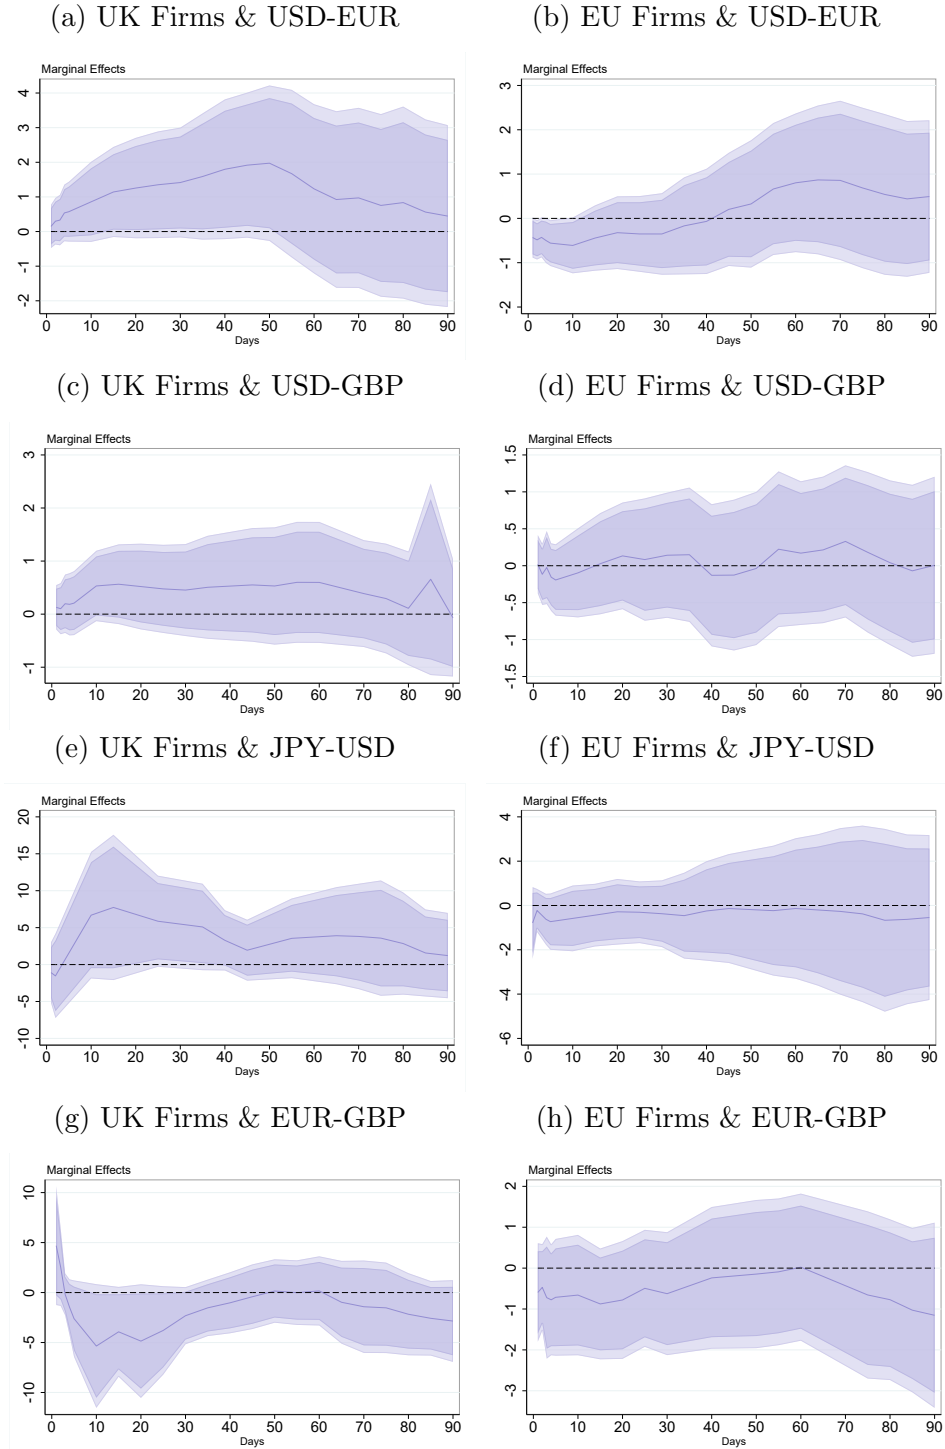 (a) UK Firms & USD-EUR
Marginal Effects
4
3
2
1
0
-1
-2
0 10 20 30 40 50 60 70 80 90
Days
(b) EU Firms & USD-EUR
Marginal Effects
3
2
1
0
-1
-2
0 10 20 30 40 50 60 70 80 90
Days
(c) UK Firms & USD-GBP
Marginal Effects
3
2
1
0
-1
0 10 20 30 40 50 60 70 80 90
Days
(d) EU Firms & USD-GBP
Marginal Effects
1.5
1
.5
0
-.5
-1
-1.5
0 10 20 30 40 50 60 70 80 90
Days
(e) UK Firms & JPY-USD
Marginal Effects
20
15
10
5
0
-5
-10
0 10 20 30 40 50 60 70 80 90
Days
(f) EU Firms & JPY-USD
Marginal Effects
4
2
0
-2
-4
-6
0 10 20 30 40 50 60 70 80 90
Days
(g) UK Firms & EUR-GBP
Marginal Effects
10
5
0
-5
-10
0 10 20 30 40 50 60 70 80 90
Days
(h) EU Firms & EUR-GBP
Marginal Effects
2
1
0
-1
-2
-3
0 10 20 30 40 50 60 70 80 90
Days